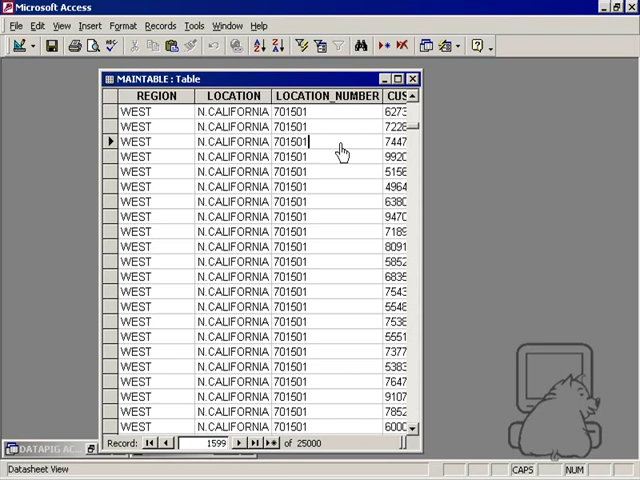 Microsoft Access
File Edit View Insert Format Records Tools Window Help
MAINTABLE : Table
REGION LOCATION LOCATION_NUMBER CUS
WEST N.CALIFORNIA 701501 6273
WEST N.CALIFORNIA 701501 7226
WEST N.CALIFORNIA 701501 7447
WEST N.CALIFORNIA 701501 9920
WEST N.CALIFORNIA 701501 5156
WEST N.CALIFORNIA 701501 4964
WEST N.CALIFORNIA 701501 6380
WEST N.CALIFORNIA 701501 9470
WEST N.CALIFORNIA 701501 7189
WEST N.CALIFORNIA 701501 8091
WEST N.CALIFORNIA 701501 5852
WEST N.CALIFORNIA 701501 6835
WEST N.CALIFORNIA 701501 7543
WEST N.CALIFORNIA 701501 5548
WEST N.CALIFORNIA 701501 7538
WEST N.CALIFORNIA 701501 5551
WEST N.CALIFORNIA 701501 7377
WEST N.CALIFORNIA 701501 5383
WEST N.CALIFORNIA 701501 7647
WEST N.CALIFORNIA 701501 9107
WEST N.CALIFORNIA 701501 7852
WEST N.CALIFORNIA 701501 6000
Record: 1599 of 25000
DATAPIG AC...
Datasheet View CAPS NUM